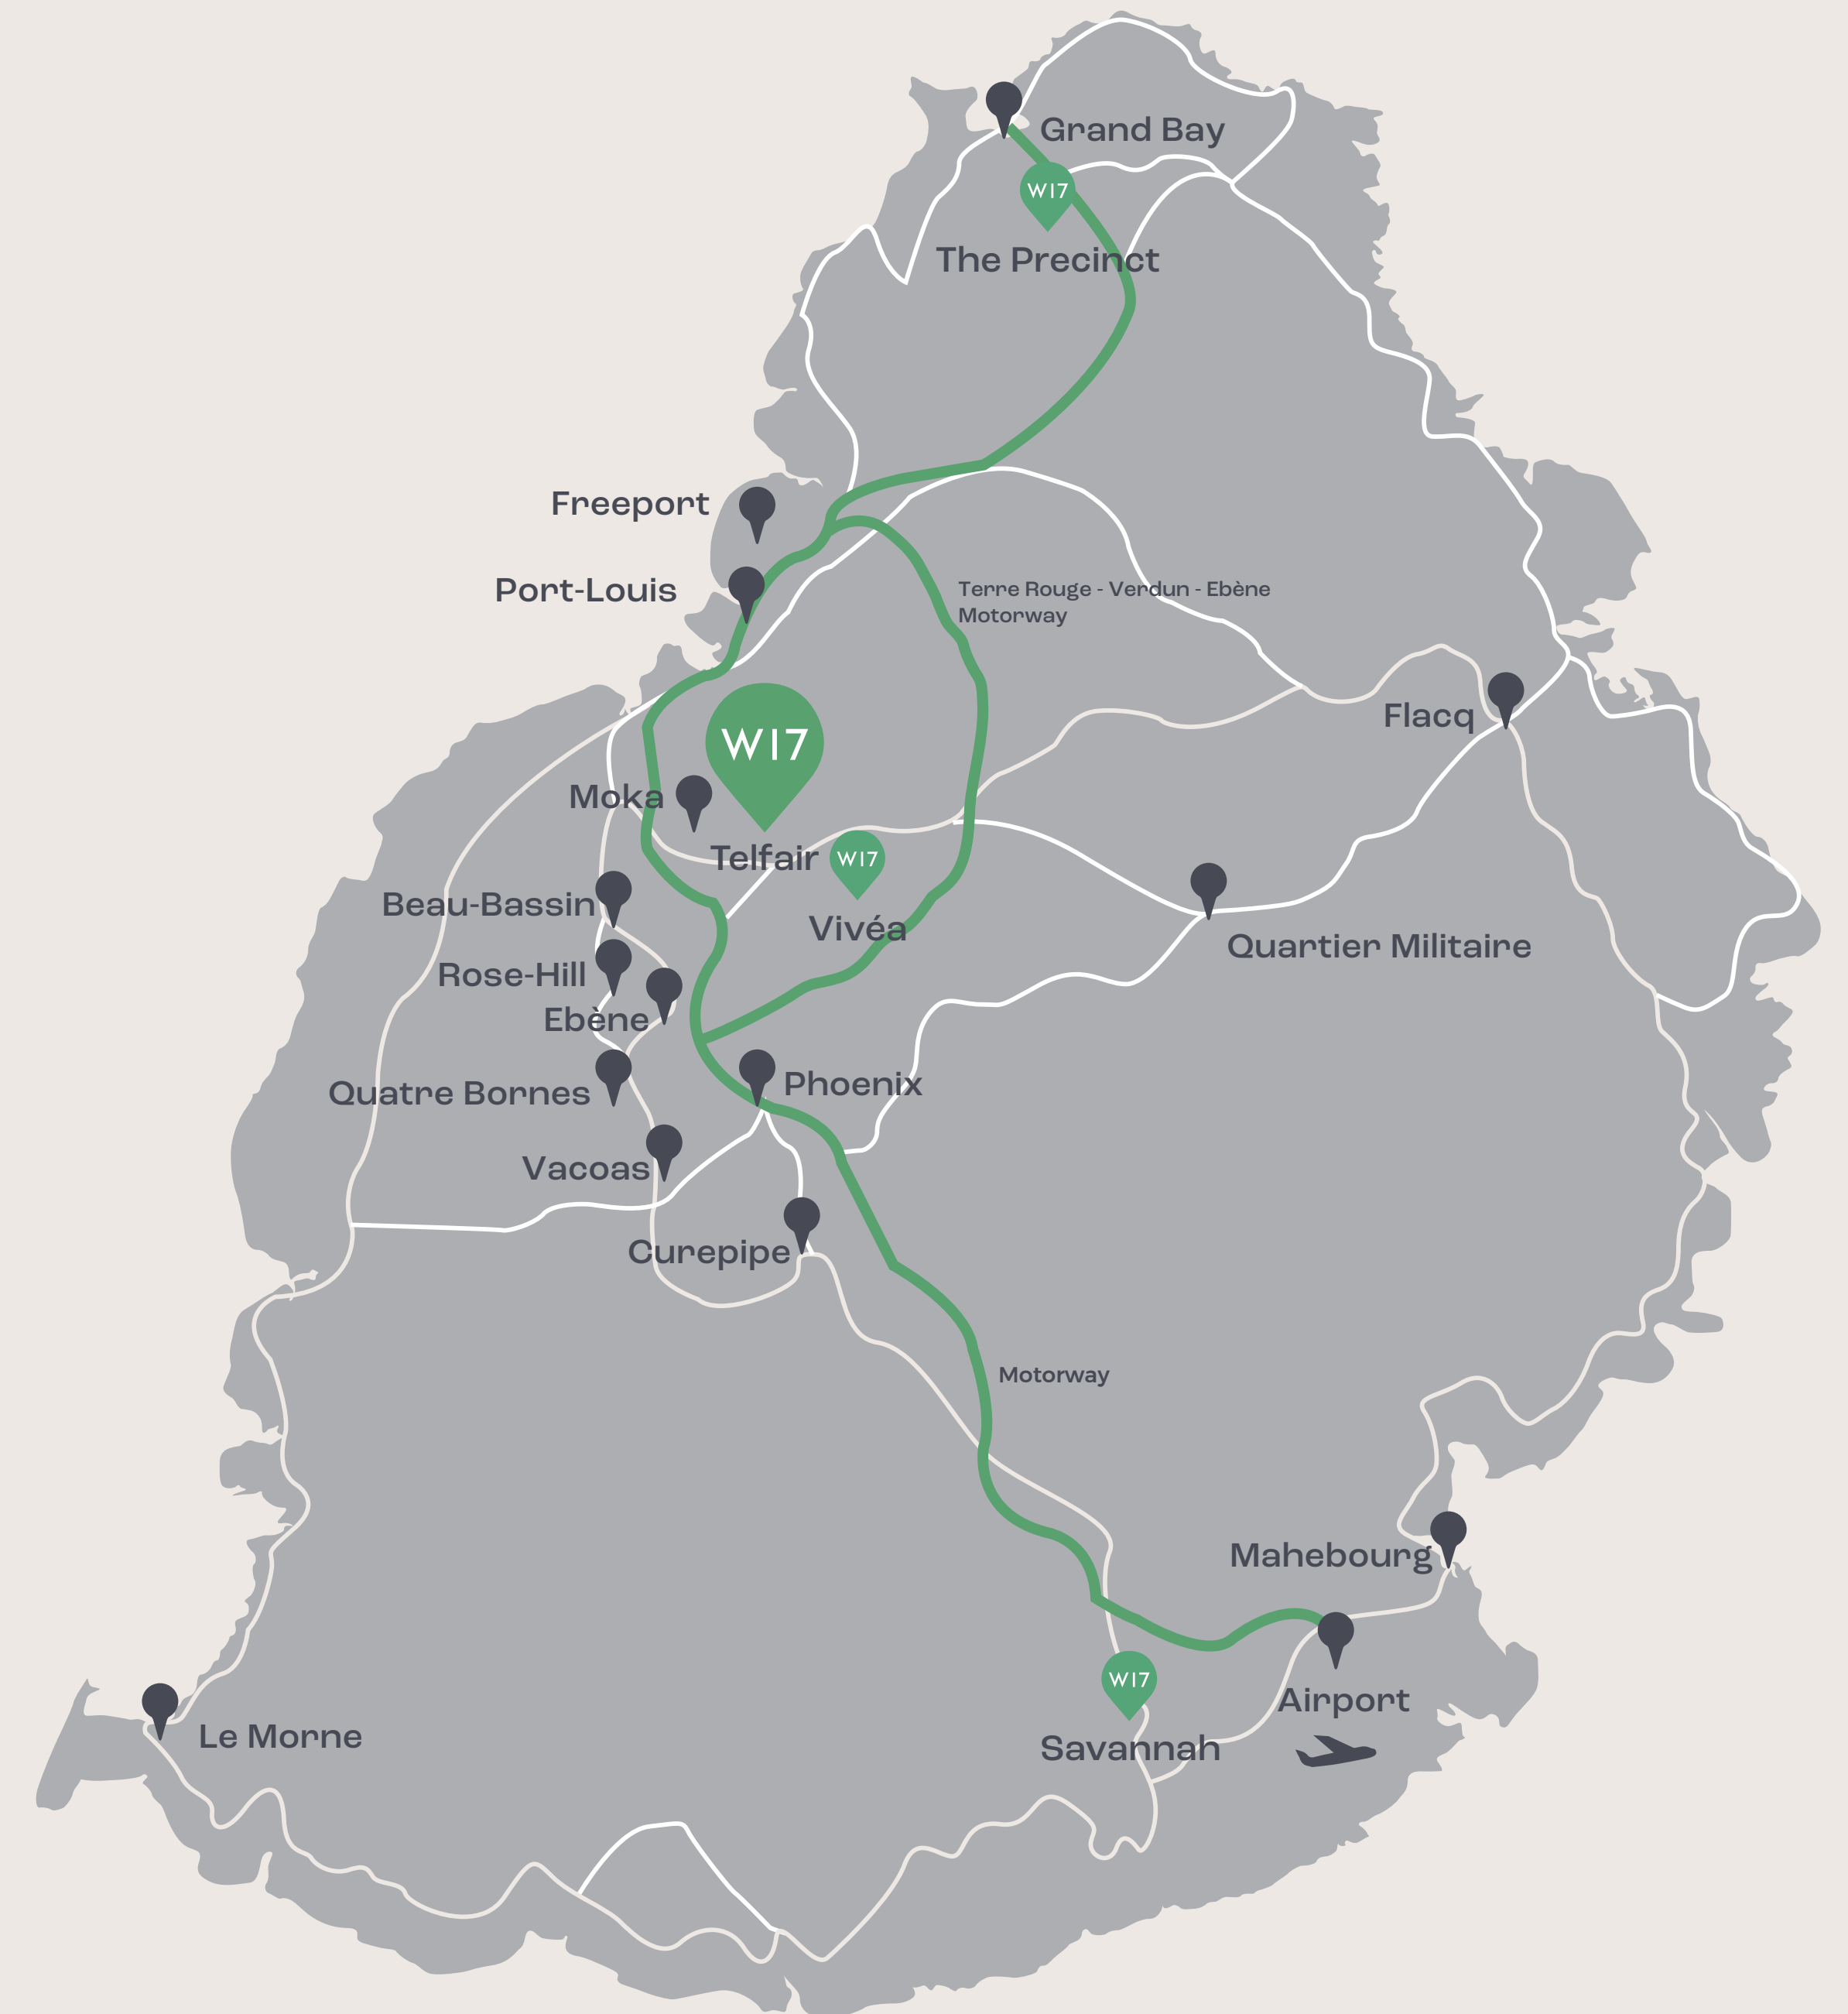 Grand Bay
W17
The Precinct
Freeport
Port-Louis
Terre Rouge - Verdun - Ebène
Motorway
Flacq
W17
Moka
Telfair
W17
Vivéa
Beau-Bassin
Quartier Militaire
Rose-Hill
Ebène
Phoenix
Quatre Bornes
Vacoas
Curepipe
Motorway
Mahebourg
W17
Airport
Le Morne
Savannah